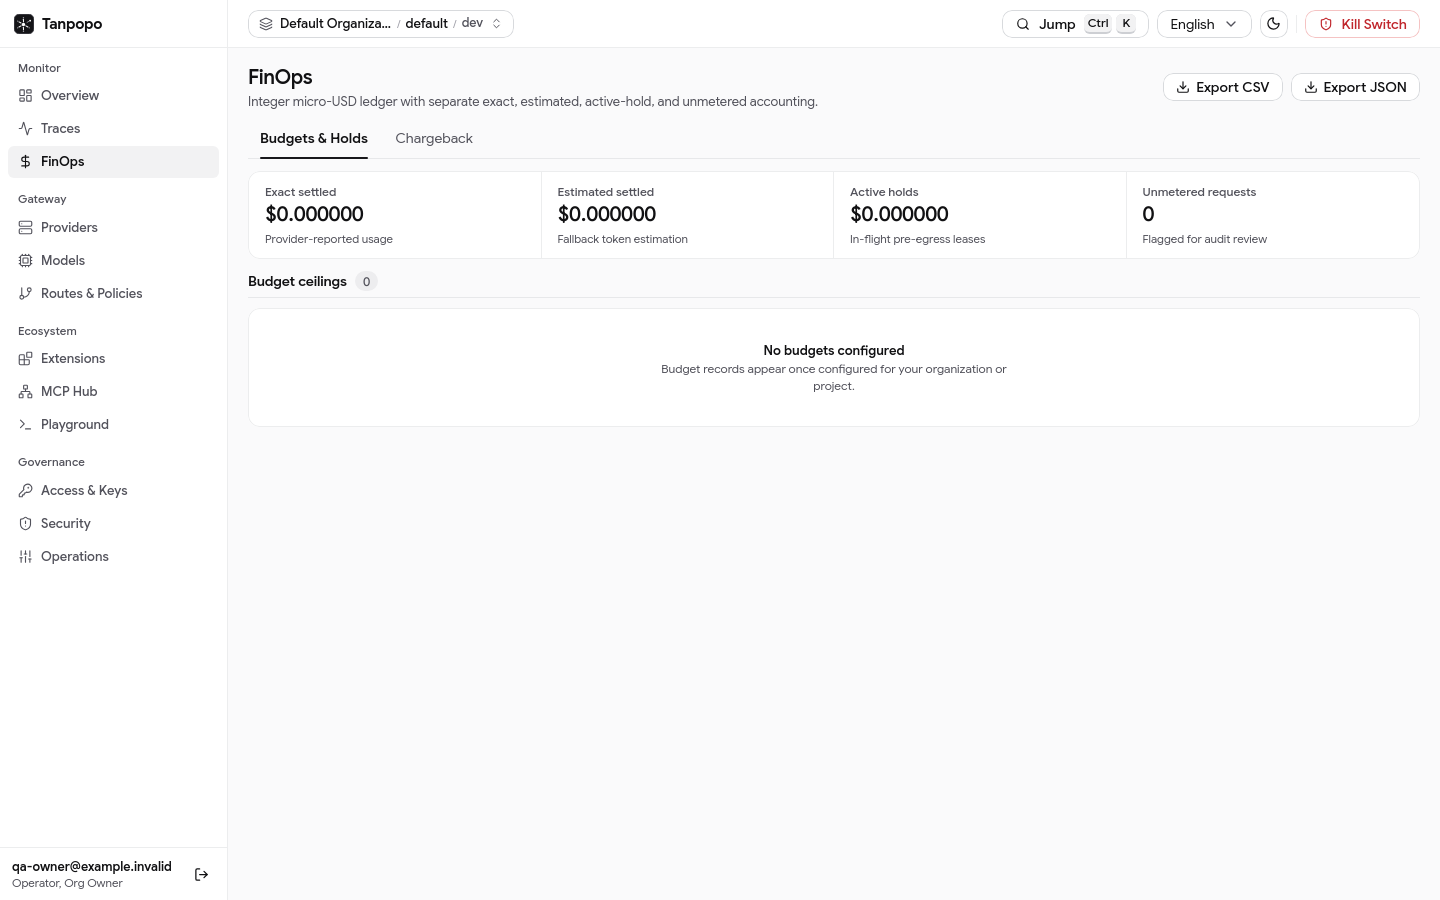 Tanpopo
Default Organiza... / default / dev
Jump Ctrl K
English
Kill Switch
Monitor
Overview
Traces
FinOps
Gateway
Providers
Models
Routes & Policies
Ecosystem
Extensions
MCP Hub
Playground
Governance
Access & Keys
Security
Operations
qa-owner@example.invalid
Operator, Org Owner
FinOps
Integer micro-USD ledger with separate exact, estimated, active-hold, and unmetered accounting.
Export CSV
Export JSON
Budgets & Holds
Chargeback
Exact settled
$0.000000
Provider-reported usage
Estimated settled
$0.000000
Fallback token estimation
Active holds
$0.000000
In-flight pre-egress leases
Unmetered requests
0
Flagged for audit review
Budget ceilings 0
No budgets configured
Budget records appear once configured for your organization or
project.